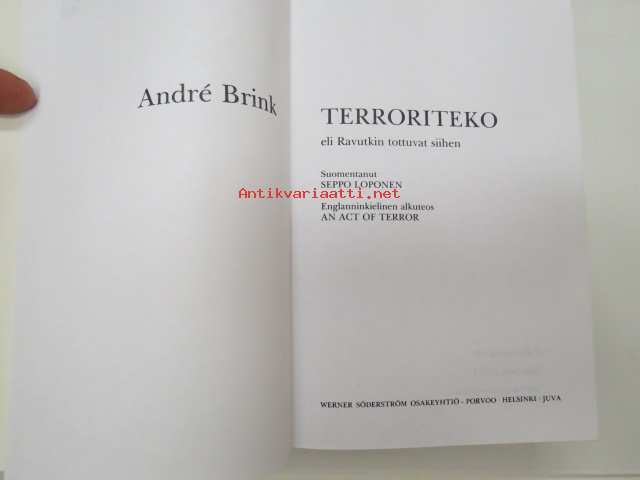 André Brink
TERRORITEKO
eli Ravutkin tottuvat siihen
Suomentanut
SEPPO LOPONEN
Antikvariaatti.net
Englanninkielinen alkuteos
AN ACT OF TERROR
WERNER SÖDERSTRÖM OSAKEYHTIÖ · PORVOO · HELSINKI · JUVA